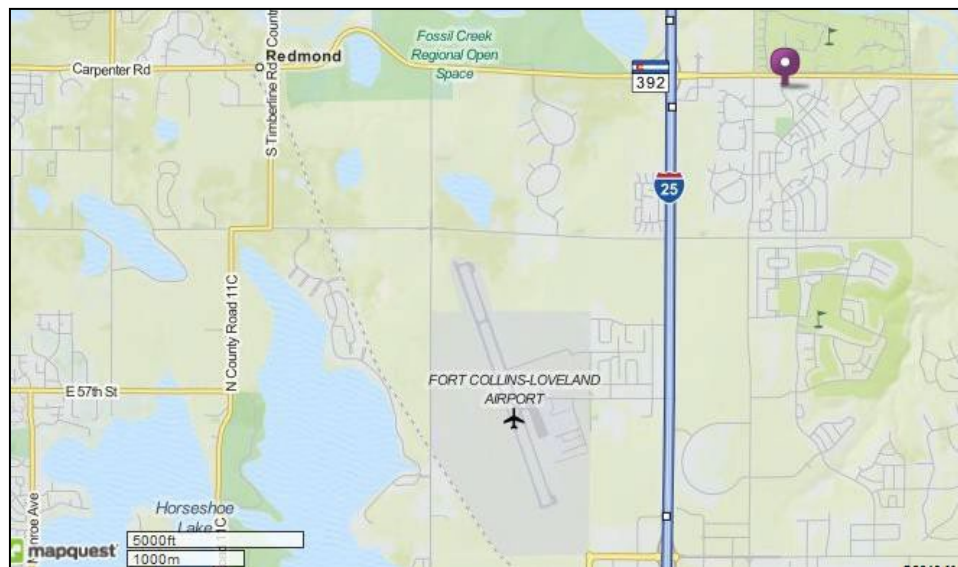 Fossil Creek
Regional Open
Space
Redmond
Carpenter Rd
392
S Timberline Rd Count
25
N County Road 11C
E 57th St
FORT COLLINS-LOVELAND
AIRPORT
Horseshoe
Lake
5000ft
1000m
mapquest